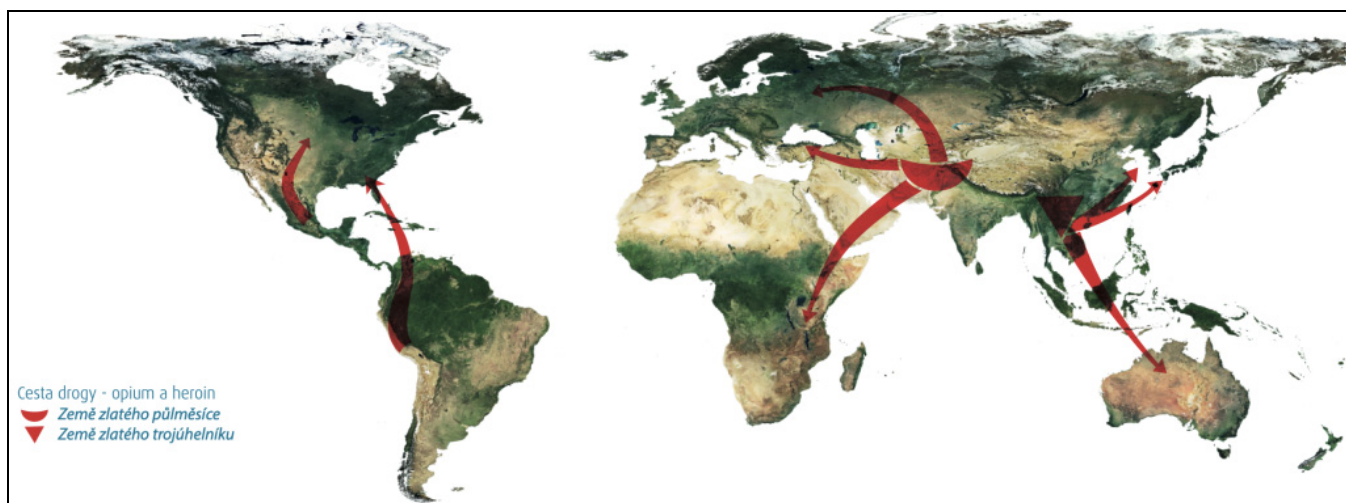 Cesta drogy - opium a heroin
Země zlatého půlměsíce
Země zlatého trojúhelníku